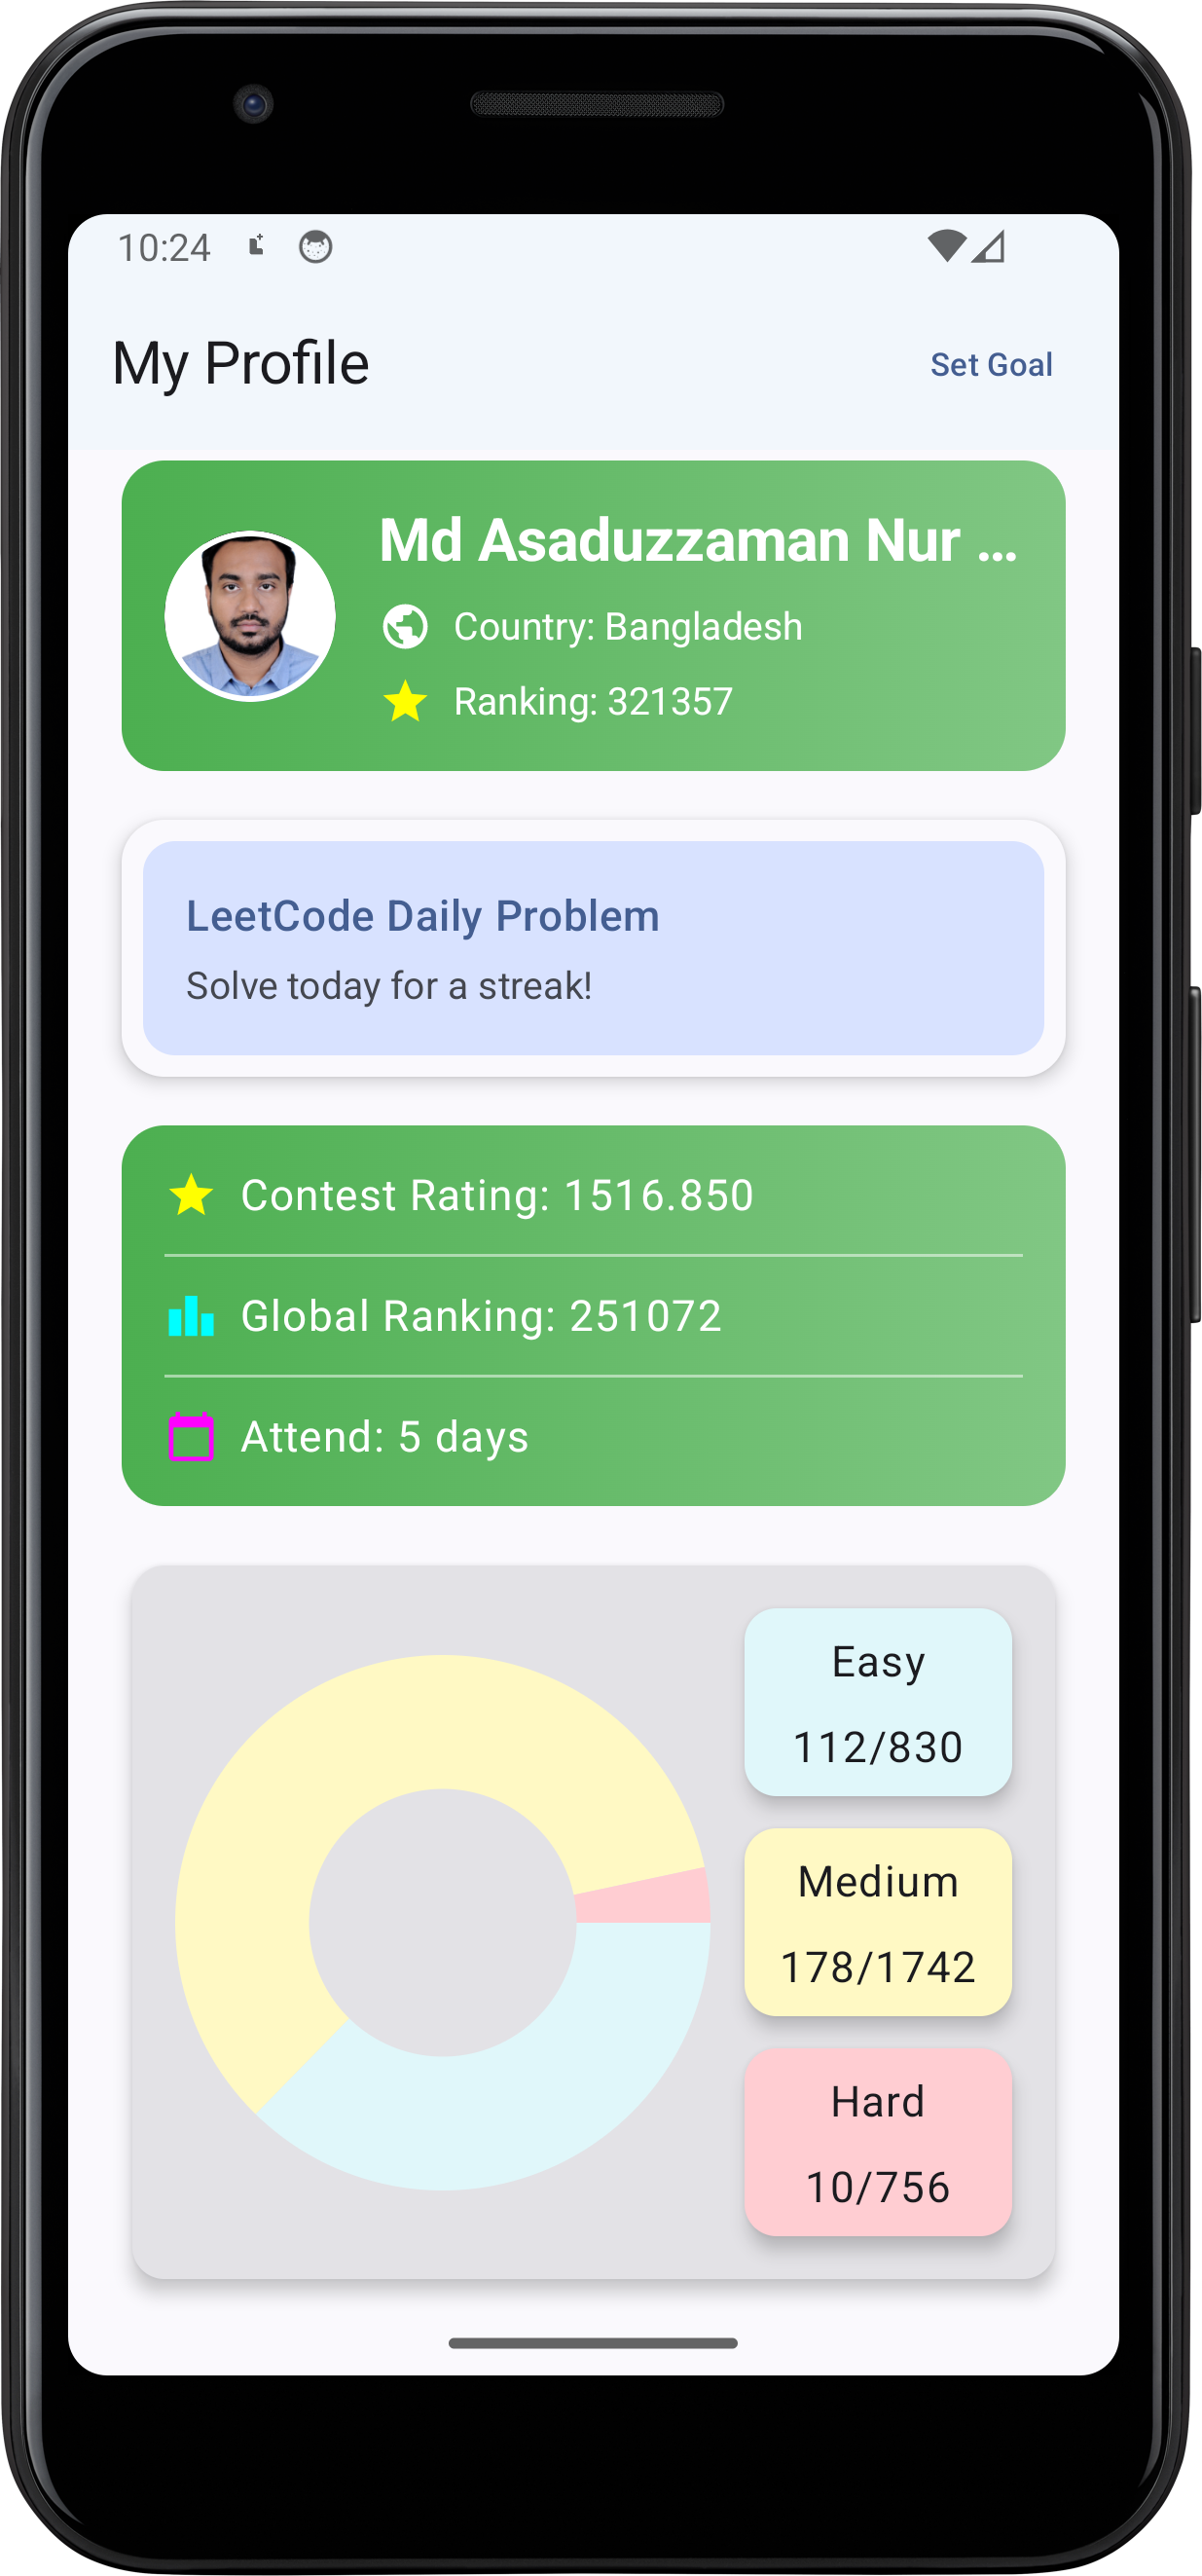 10:24
My Profile
Set Goal
Md Asaduzzaman Nur ...
Country: Bangladesh
Ranking: 321357
LeetCode Daily Problem
Solve today for a streak!
Contest Rating: 1516.850
Global Ranking: 251072
Attend: 5 days
Easy
112/830
Medium
178/1742
Hard
10/756